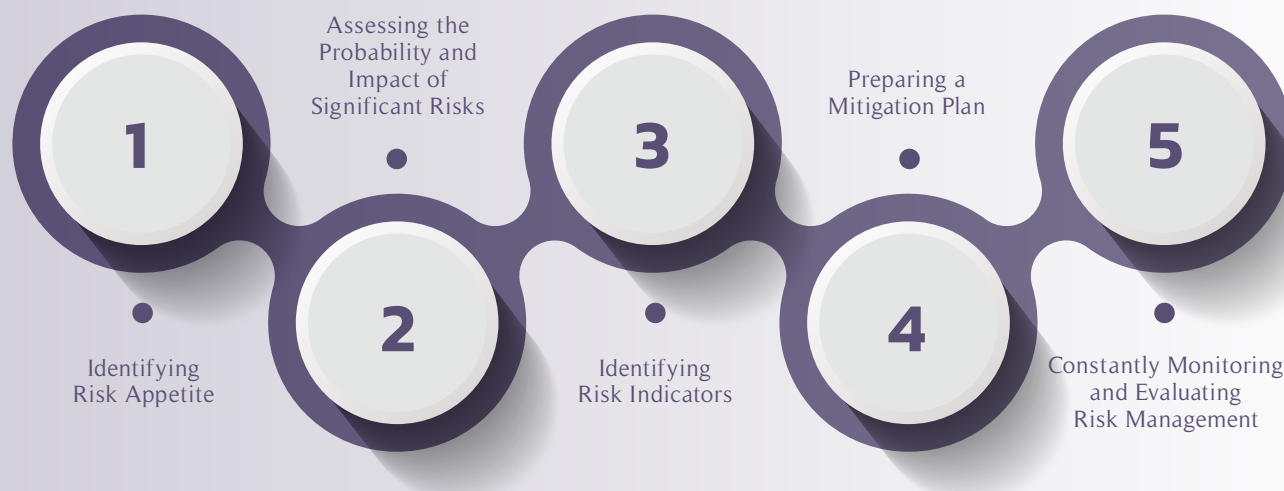 1
Identifying
Risk Appetite
Assessing the
Probability and
Impact of
Significant Risks
2
3
Identifying
Risk Indicators
Preparing a
Mitigation Plan
4
5
Constantly Monitoring
and Evaluating
Risk Management